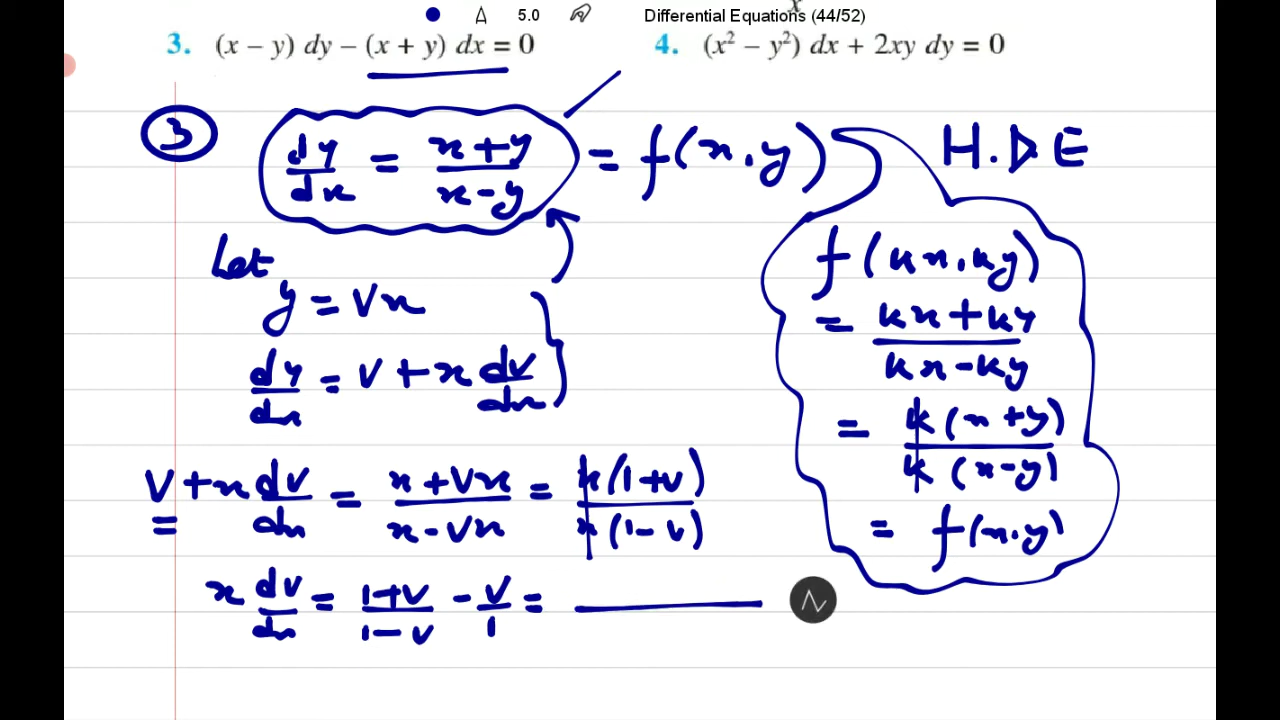 5.0 Differential Equations (44/52)
3. (x – y) dy – (x + y) dx = 0
4. (x² – y²) dx + 2xy dy = 0
③ dy/dx = x+y/x-y = f(x,y) H.D E
Let
y = vx
dy/dx = v + x dv/dx
f(kx,ky)
= kx+ky/kx-ky
= k(x+y)/k(x-y)
= f(x,y)
v + x dv/dx = x+vx/x-vx = x(1+v)/x(1-v)
x dv/dx = 1+v/1-v - v/1 =